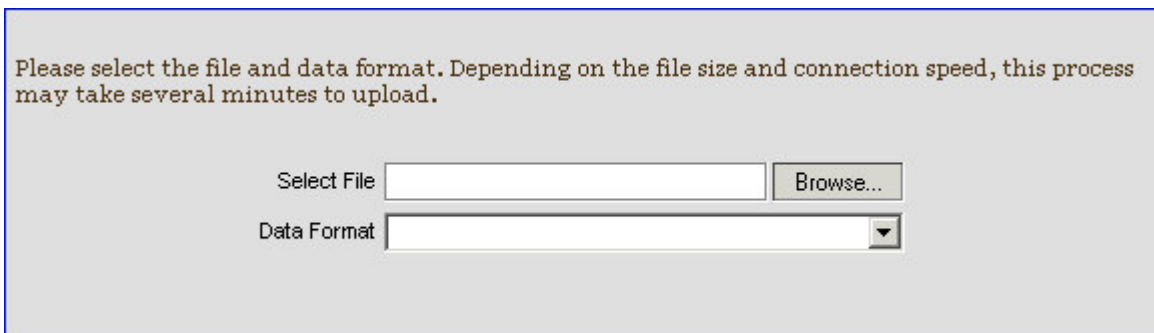 Please select the file and data format. Depending on the file size and connection speed, this process
may take several minutes to upload.
Select File
Browse...
Data Format